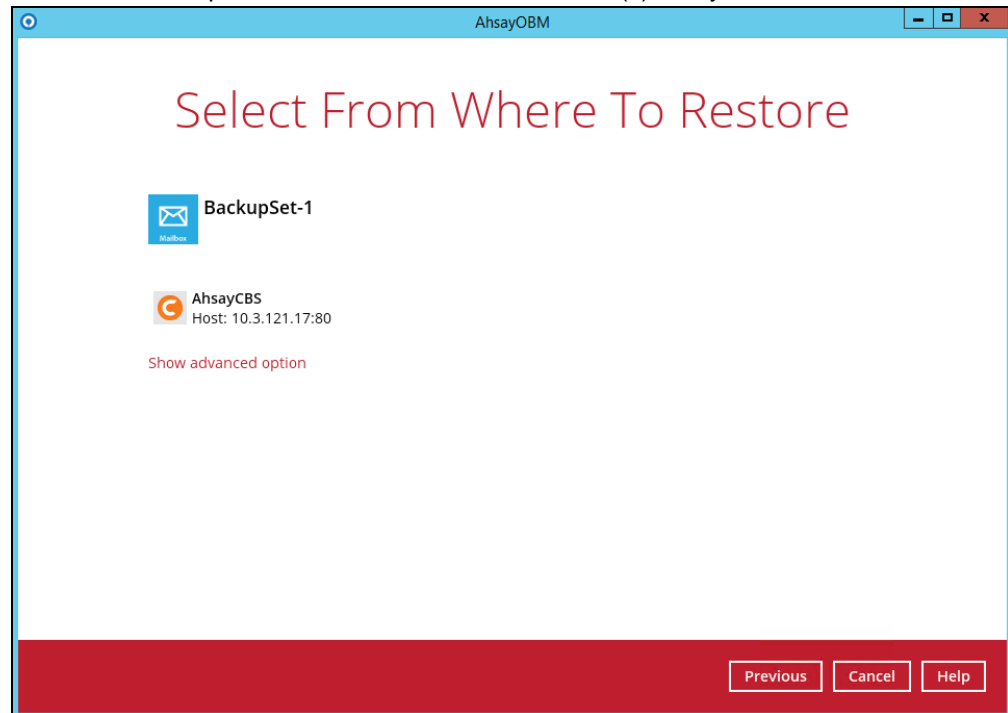 AhsayOBM
Select From Where To Restore
BackupSet-1
Mailbox
AhsayCBS
Host: 10.3.121.17:80
Show advanced option
Previous Cancel Help